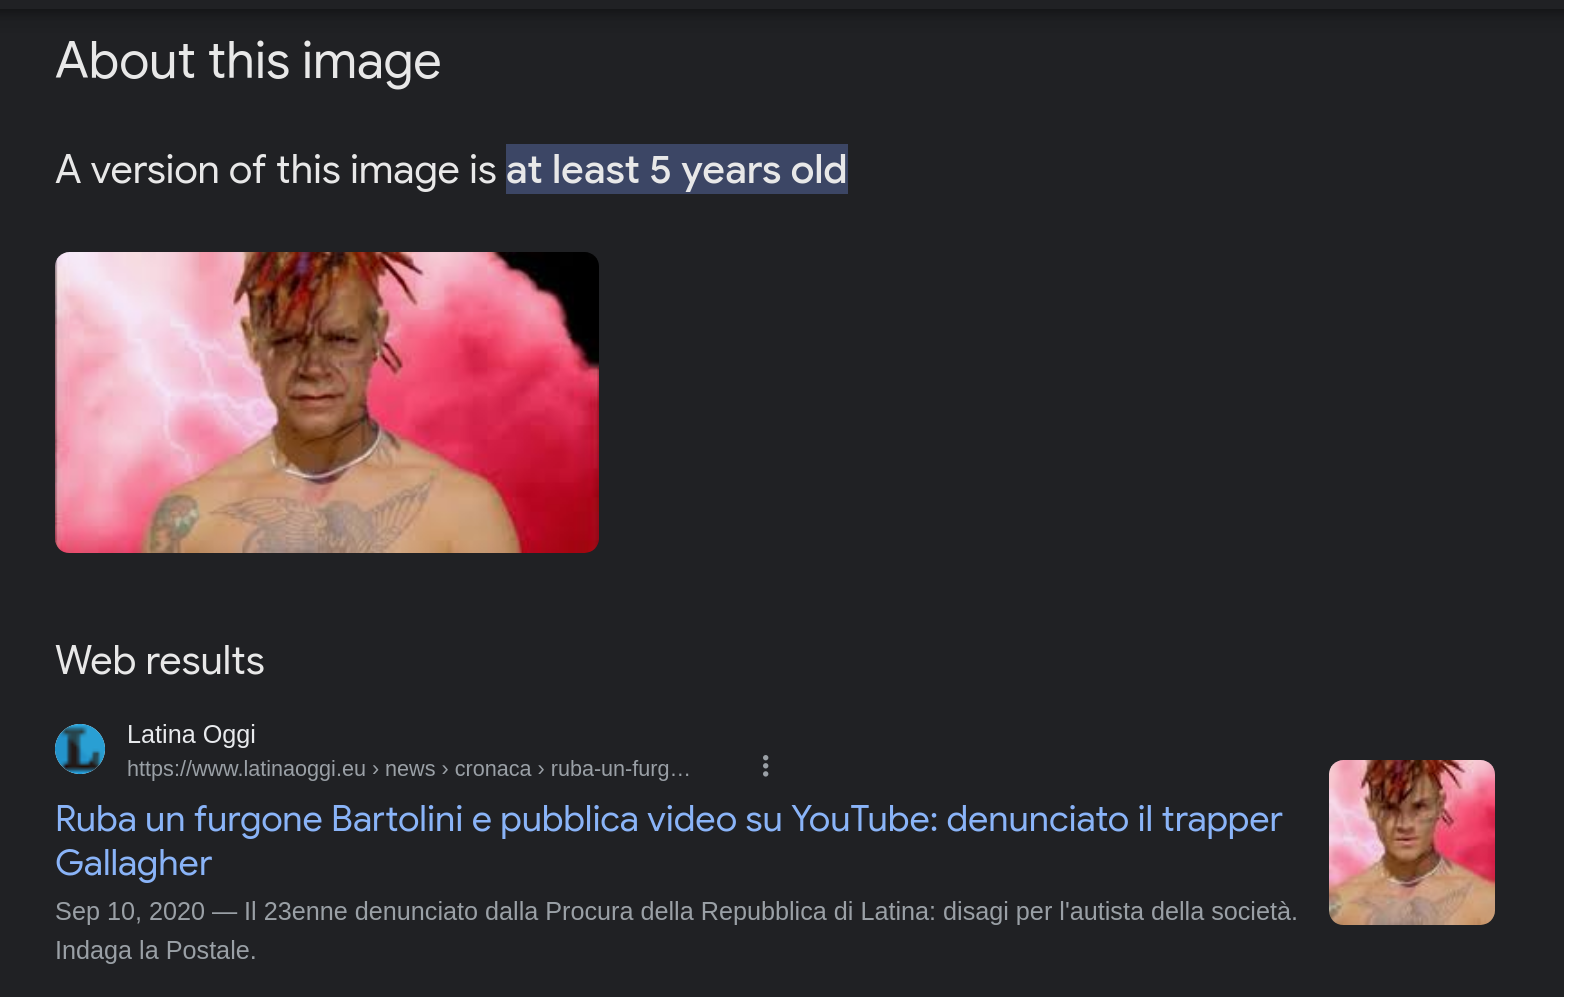 About this image
A version of this image is at least 5 years old
Web results
L
Latina Oggi
https://www.latinaoggi.eu › news › cronaca › ruba-un-furg…
Ruba un furgone Bartolini e pubblica video su YouTube: denunciato il trapper
Gallagher
Sep 10, 2020 — Il 23enne denunciato dalla Procura della Repubblica di Latina: disagi per l'autista della società.
Indaga la Postale.